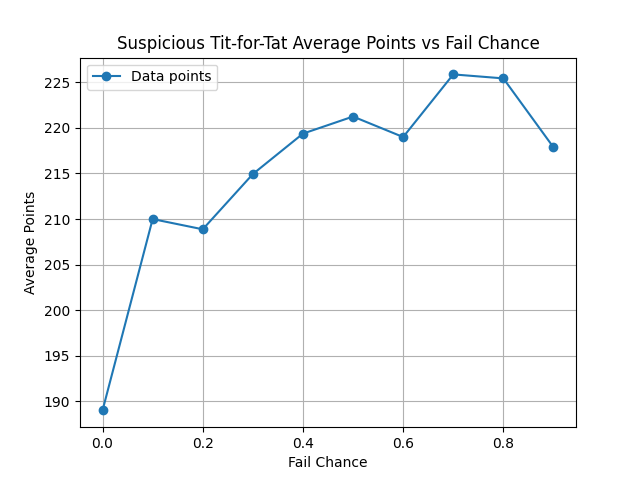 Suspicious Tit-for-Tat Average Points vs Fail Chance
Data points
225
220
215
210
205
200
195
190
Average Points
0.0 0.2 0.4 0.6 0.8
Fail Chance